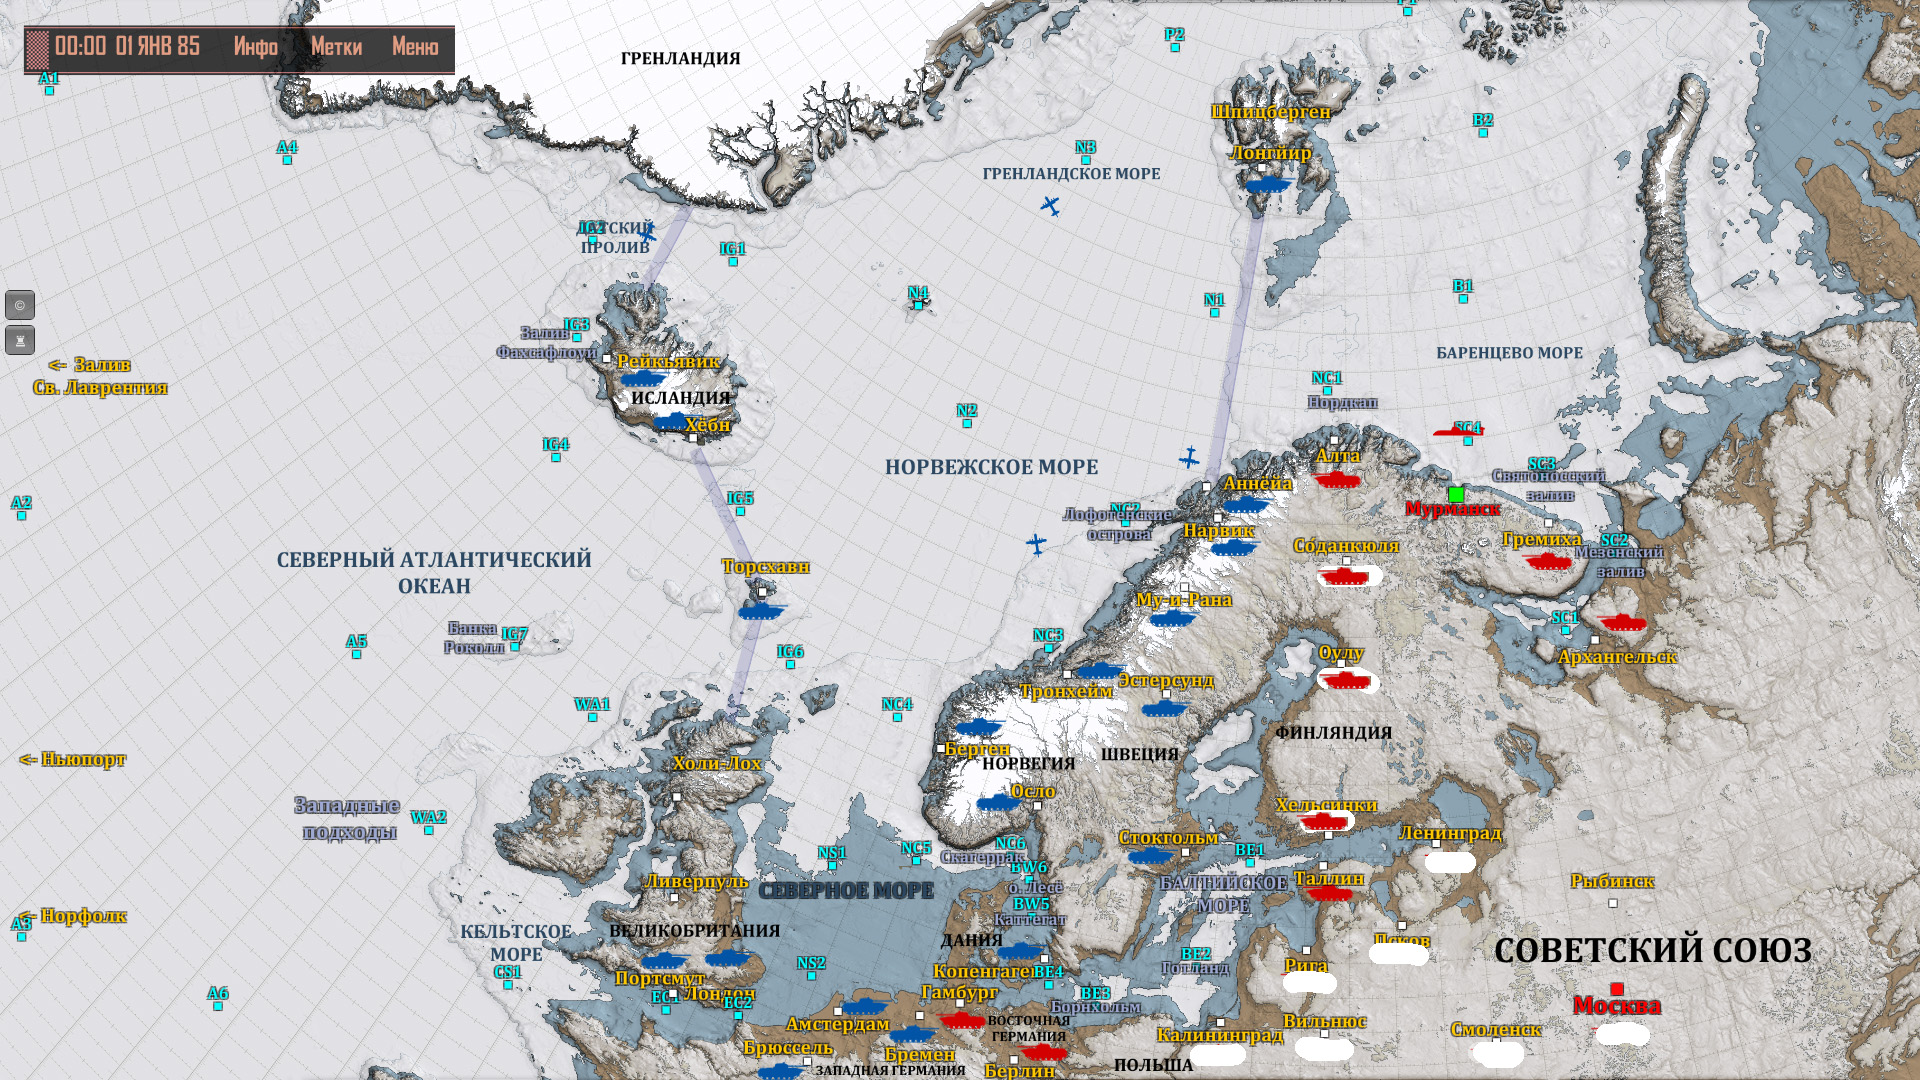 00:00 01 ЯНВ 85 Инфо Метки Меню
ГРЕНЛАНДИЯ
P2
A1
Шпицберген
B2
A4
N3
Лонгйир
ГРЕНЛАНДСКОЕ МОРЕ
ДАТСКИЙ
ПРОЛИВ
IG1
B1
N4
N1
IG3
Залив
Фахсафлоуи
БАРЕНЦЕВО МОРЕ
<- Залив
Св. Лаврентия
Рейкьявик
NC1
Нордкап
ИСЛАНДИЯ
N2
Хёбн
SC4
IG4
Алта
НОРВЕЖСКОЕ МОРЕ
SC3
Святоносский
залив
Аннёйа
IG5
A2
NC2
Лофотенские
острова
Мурманск
Нарвик
Гремиха
SC2
Мезенский
залив
Соданкюля
СЕВЕРНЫЙ АТЛАНТИЧЕСКИЙ
ОКЕАН
Торсхавн
Му-и-Рана
SC1
Банка
Роколл
IG7
A5
NC3
IG6
Оулу
Архангельск
Тронхейм
Эстерсунд
WA1
NC4
ФИНЛЯНДИЯ
Берген
НОРВЕГИЯ
ШВЕЦИЯ
<- Ньюпорт
Холи-Лох
Осло
Западные
подходы
WA2
Хельсинки
Ленинград
Стокгольм
NC6
Скагеррак
NS1
NC5
BE1
BW6
о. Лесё
Ливерпуль
СЕВЕРНОЕ МОРЕ
БАЛТИЙСКОЕ
МОРЕ
Таллин
Рыбинск
BW5
Каттегат
<- Норфолк
КЕЛЬТСКОЕ
МОРЕ
ВЕЛИКОБРИТАНИЯ
ДАНИЯ
Псков
СОВЕТСКИЙ СОЮЗ
BE2
Готланд
Рига
CS1
NS2
Копенгаген
BE4
Портсмут
Лондон
EC1
EC2
A6
Гамбург
BE3
Борнхольм
Москва
Амстердам
ВОСТОЧНАЯ
ГЕРМАНИЯ
Вильнюс
Смоленск
Калининград
Брюссель
Бремен
ЗАПАДНАЯ ГЕРМАНИЯ
Берлин
ПОЛЬША